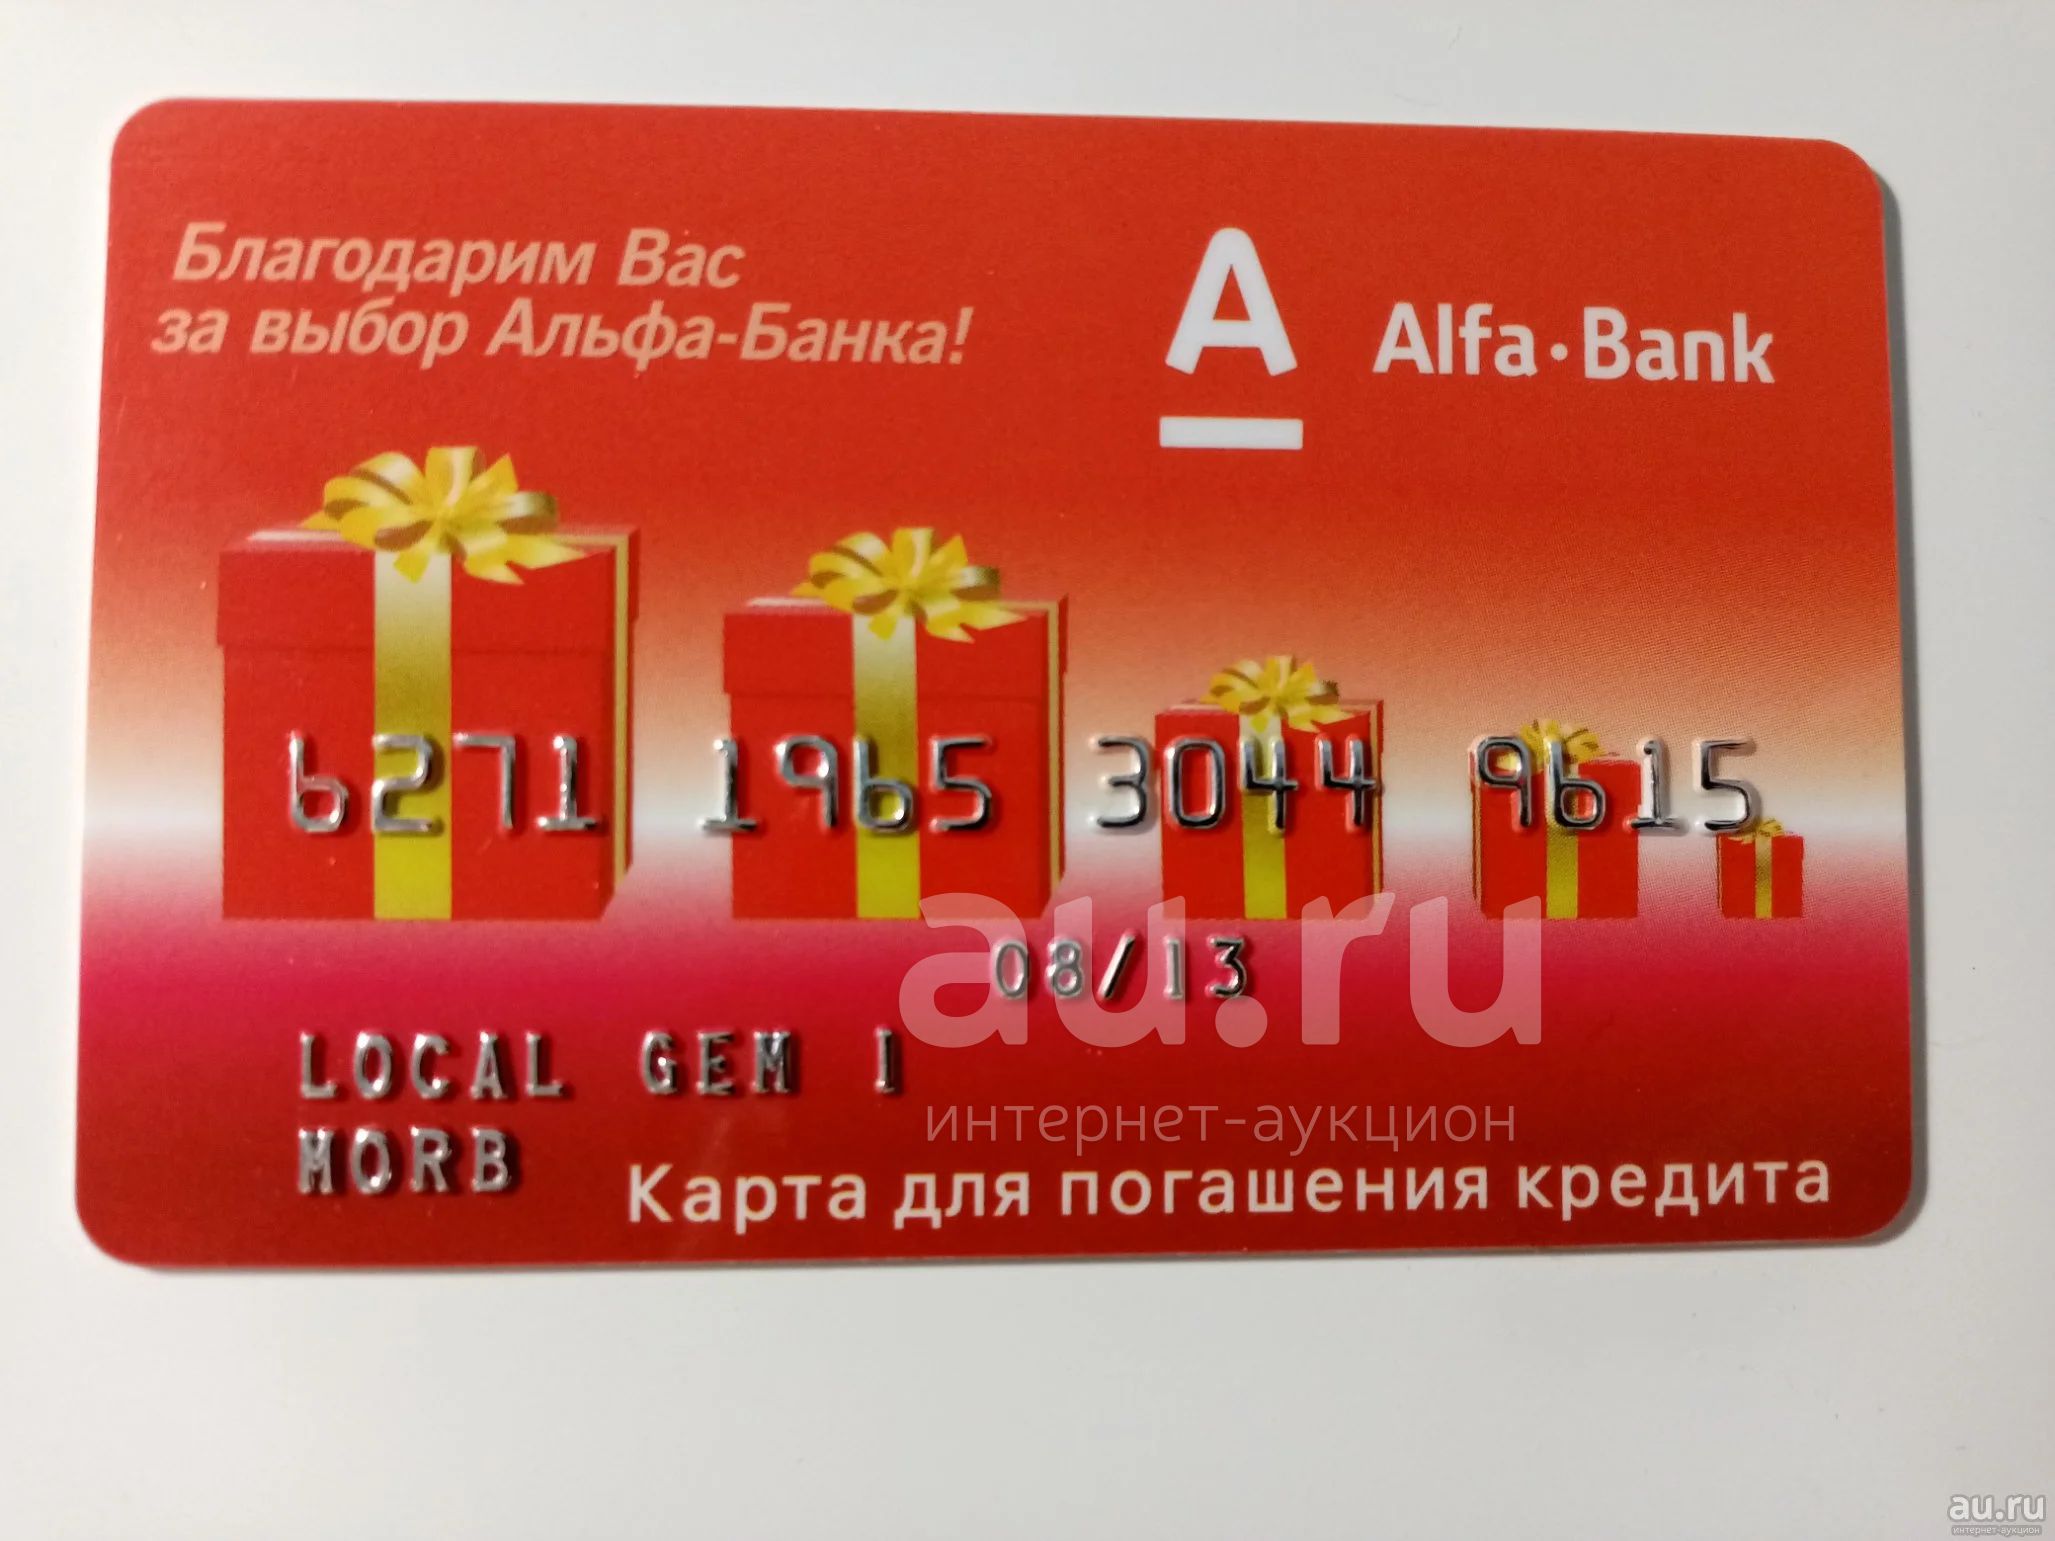 Благодарим Вас
за выбор Альфа-Банка!
A
Alfa·Bank
6271 1965 3044 9615
08/13
LOCAL GEM 1
MORB
Карта для погашения кредита
au.ru
интернет-аукцион
au.ru
интернет-аукцион